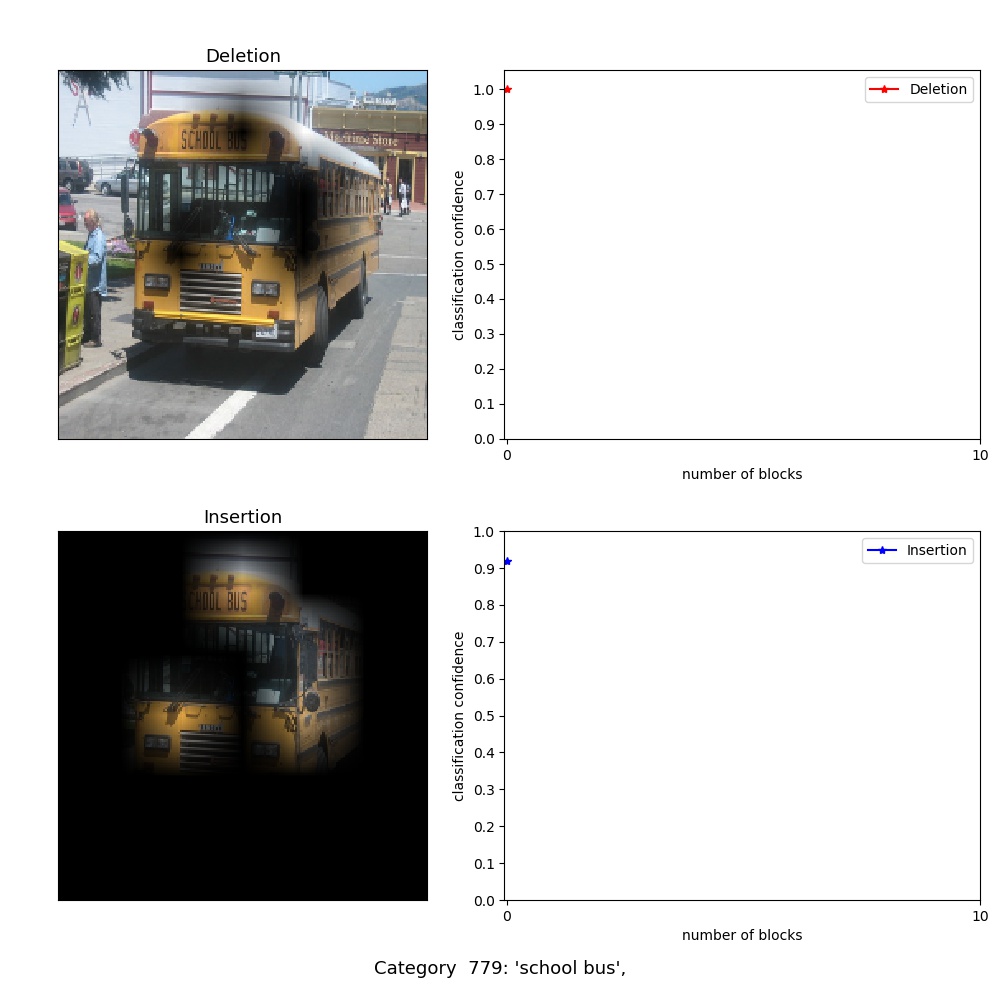 Deletion
SCHOOL BUS
1.0
0.9
0.8
0.7
0.6
0.5
0.4
0.3
0.2
0.1
0.0
classification confidence
Deletion
0
10
number of blocks
Insertion
CHOOL BUS
1.0
0.9
0.8
0.7
0.6
0.5
0.4
0.3
0.2
0.1
0.0
classification confidence
Insertion
0
10
number of blocks
Category 779: 'school bus',